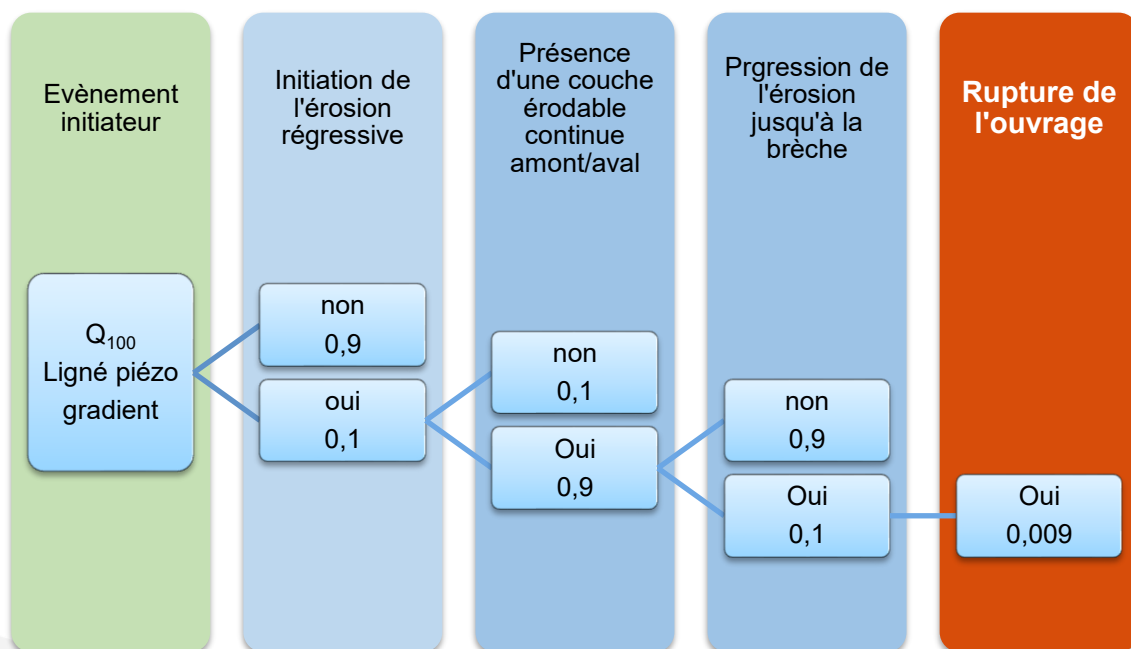 Evènement
initiateur
Initiation de
l'érosion
régressive
Présence
d'une couche
érodable
continue
amont/aval
Prgression de
l'érosion
jusqu'à la
brèche
Rupture de
l'ouvrage
Q₁₀₀
Ligné piézo
gradient
non
0,9
oui
0,1
non
0,1
Oui
0,9
non
0,9
Oui
0,1
Oui
0,009